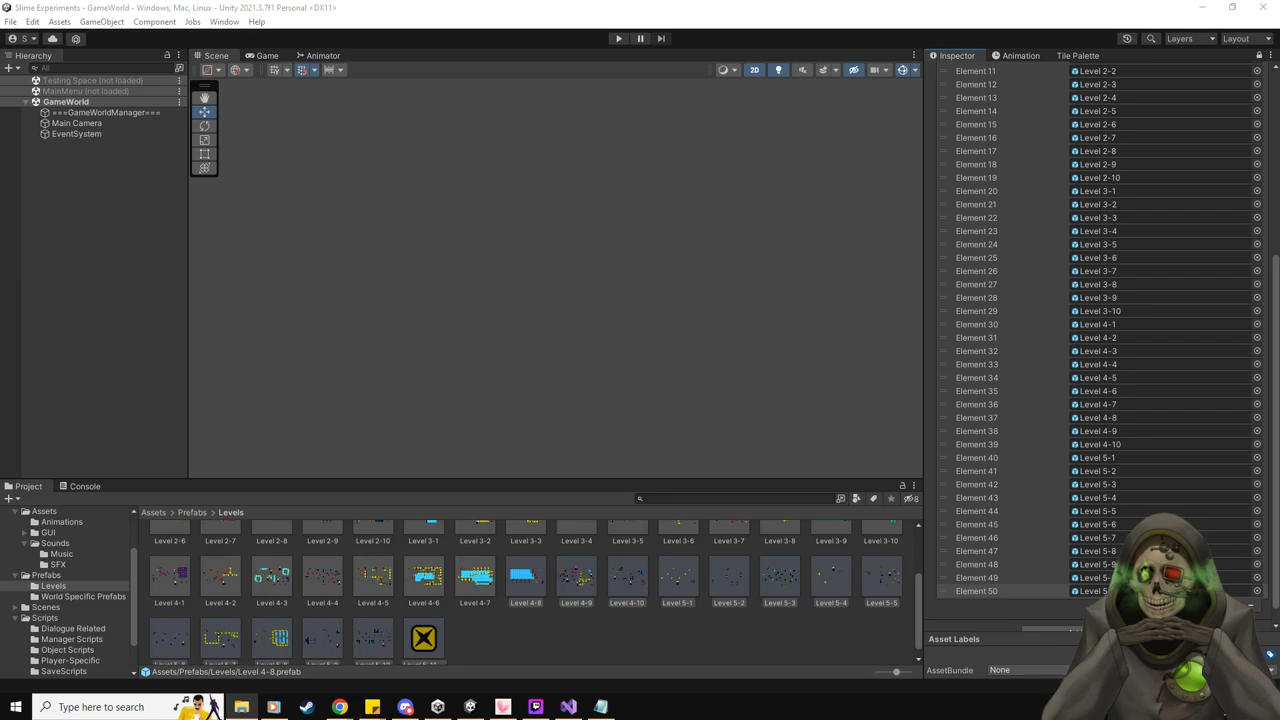 Slime Experiments - GameWorld - Windows, Mac, Linux - Unity 2021.3.7f1 Personal <DX11>
File Edit Assets GameObject Component Jobs Window Help
S Layers Layout
Hierarchy Scene Game Animator Inspector Animation Tile Palette
All 2D
Testing Space (not loaded)
MainMenu (not loaded)
GameWorld
===GameWorldManager===
Main Camera
EventSystem
Element 11 Level 2-2
Element 12 Level 2-3
Element 13 Level 2-4
Element 14 Level 2-5
Element 15 Level 2-6
Element 16 Level 2-7
Element 17 Level 2-8
Element 18 Level 2-9
Element 19 Level 2-10
Element 20 Level 3-1
Element 21 Level 3-2
Element 22 Level 3-3
Element 23 Level 3-4
Element 24 Level 3-5
Element 25 Level 3-6
Element 26 Level 3-7
Element 27 Level 3-8
Element 28 Level 3-9
Element 29 Level 3-10
Element 30 Level 4-1
Element 31 Level 4-2
Element 32 Level 4-3
Element 33 Level 4-4
Element 34 Level 4-5
Element 35 Level 4-6
Element 36 Level 4-7
Element 37 Level 4-8
Element 38 Level 4-9
Element 39 Level 4-10
Element 40 Level 5-1
Element 41 Level 5-2
Element 42 Level 5-3
Element 43 Level 5-4
Element 44 Level 5-5
Element 45 Level 5-6
Element 46 Level 5-7
Element 47 Level 5-8
Element 48 Level 5-9
Element 49 Level 5-
Element 50 Level 5
Asset Labels
AssetBundle None
Project Console
8
Assets > Prefabs > Levels
Assets
Animations
GUI
Sounds
Music
SFX
Prefabs
Levels
World Specific Prefabs
Scenes
Scripts
Dialogue Related
Manager Scripts
Object Scripts
Player-Specific
SaveScripts
Level 2-6 Level 2-7 Level 2-8 Level 2-9 Level 2-10 Level 3-1 Level 3-2 Level 3-3 Level 3-4 Level 3-5 Level 3-6 Level 3-7 Level 3-8 Level 3-9 Level 3-10
Level 4-1 Level 4-2 Level 4-3 Level 4-4 Level 4-5 Level 4-6 Level 4-7 Level 4-8 Level 4-9 Level 4-10 Level 5-1 Level 5-2 Level 5-3 Level 5-4 Level 5-5
Assets/Prefabs/Levels/Level 4-8.prefab
Type here to search